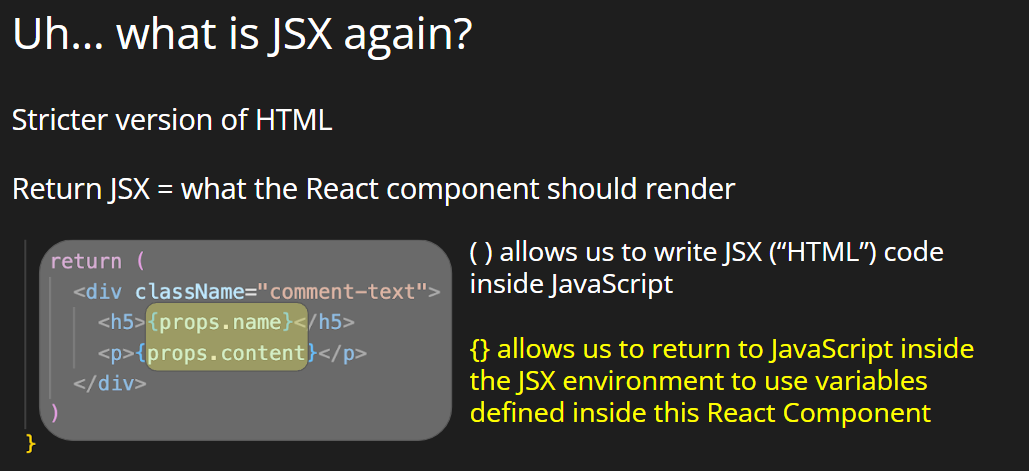 Uh... what is JSX again?
Stricter version of HTML
Return JSX = what the React component should render
return (
<div className="comment-text">
<h5>{props.name}</h5>
<p>{props.content}</p>
</div>
)
}
( ) allows us to write JSX (“HTML”) code
inside JavaScript
{} allows us to return to JavaScript inside
the JSX environment to use variables
defined inside this React Component